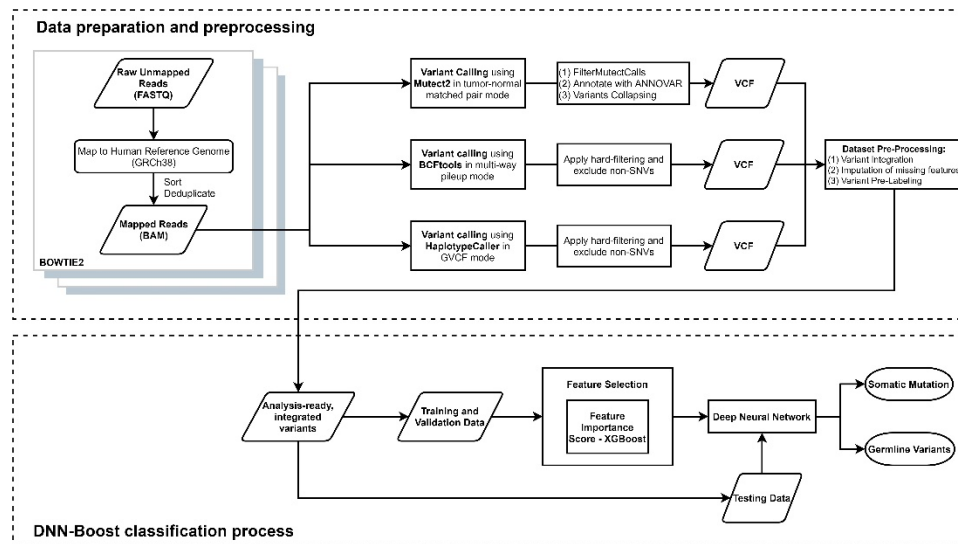 Data preparation and preprocessing
Raw Unmapped
Reads
(FASTQ)
Map to Human Reference Genome
(GRCh38)
Sort
Deduplicate
Mapped Reads
(BAM)
BOWTIE2
Variant Calling using
Mutect2 in tumor-normal
matched pair mode
(1) FilterMutectCalls
(2) Annotate with ANNOVAR
(3) Variants Collapsing
VCF
Variant calling using
BCFtools in multi-way
pileup mode
Apply hard-filtering and
exclude non-SNVs
VCF
Variant calling using
HaplotypeCaller in
GVCF mode
Apply hard-filtering and
exclude non-SNVs
VCF
Dataset Pre-Processing:
(1) Variant Integration
(2) Imputation of missing features
(3) Variant Pre-Labeling
Analysis-ready,
integrated
variants
Training and
Validation Data
Feature Selection
Feature
Importance
Score - XGBoost
Deep Neural Network
Somatic Mutation
Germline Variants
Testing Data
DNN-Boost classification process